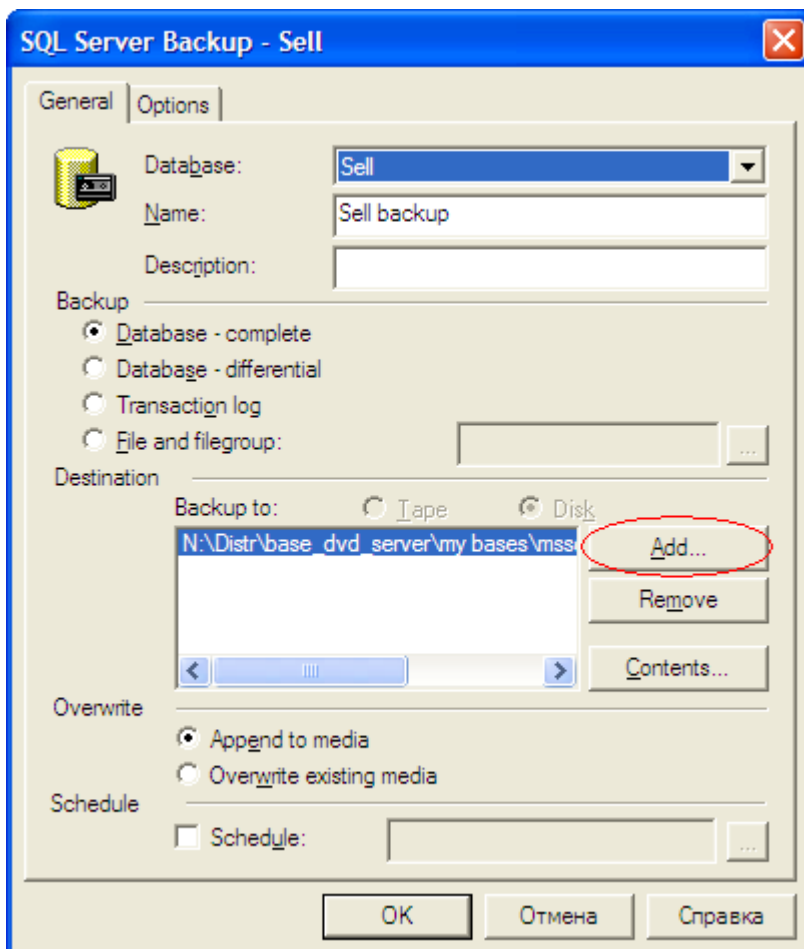 SQL Server Backup - Sell
General Options
Database: Sell
Name: Sell backup
Description:
Backup
Database - complete
Database - differential
Transaction log
File and filegroup: ...
Destination
Backup to: Tape Disk
N:\Distr\base_dvd_server\my bases\mss Add...
Remove
Contents...
Overwrite
Append to media
Overwrite existing media
Schedule
Schedule: ...
OK Отмена Справка